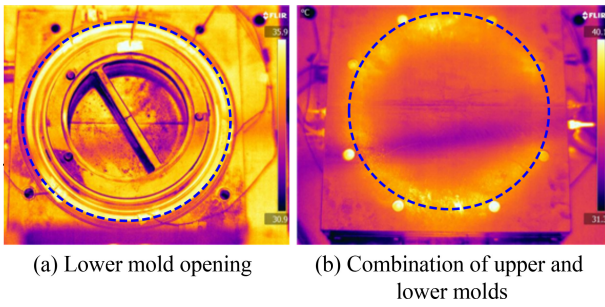 FLIR
35.9
30.9
°C
FLIR
40.
31.
(a) Lower mold opening
(b) Combination of upper and
lower molds